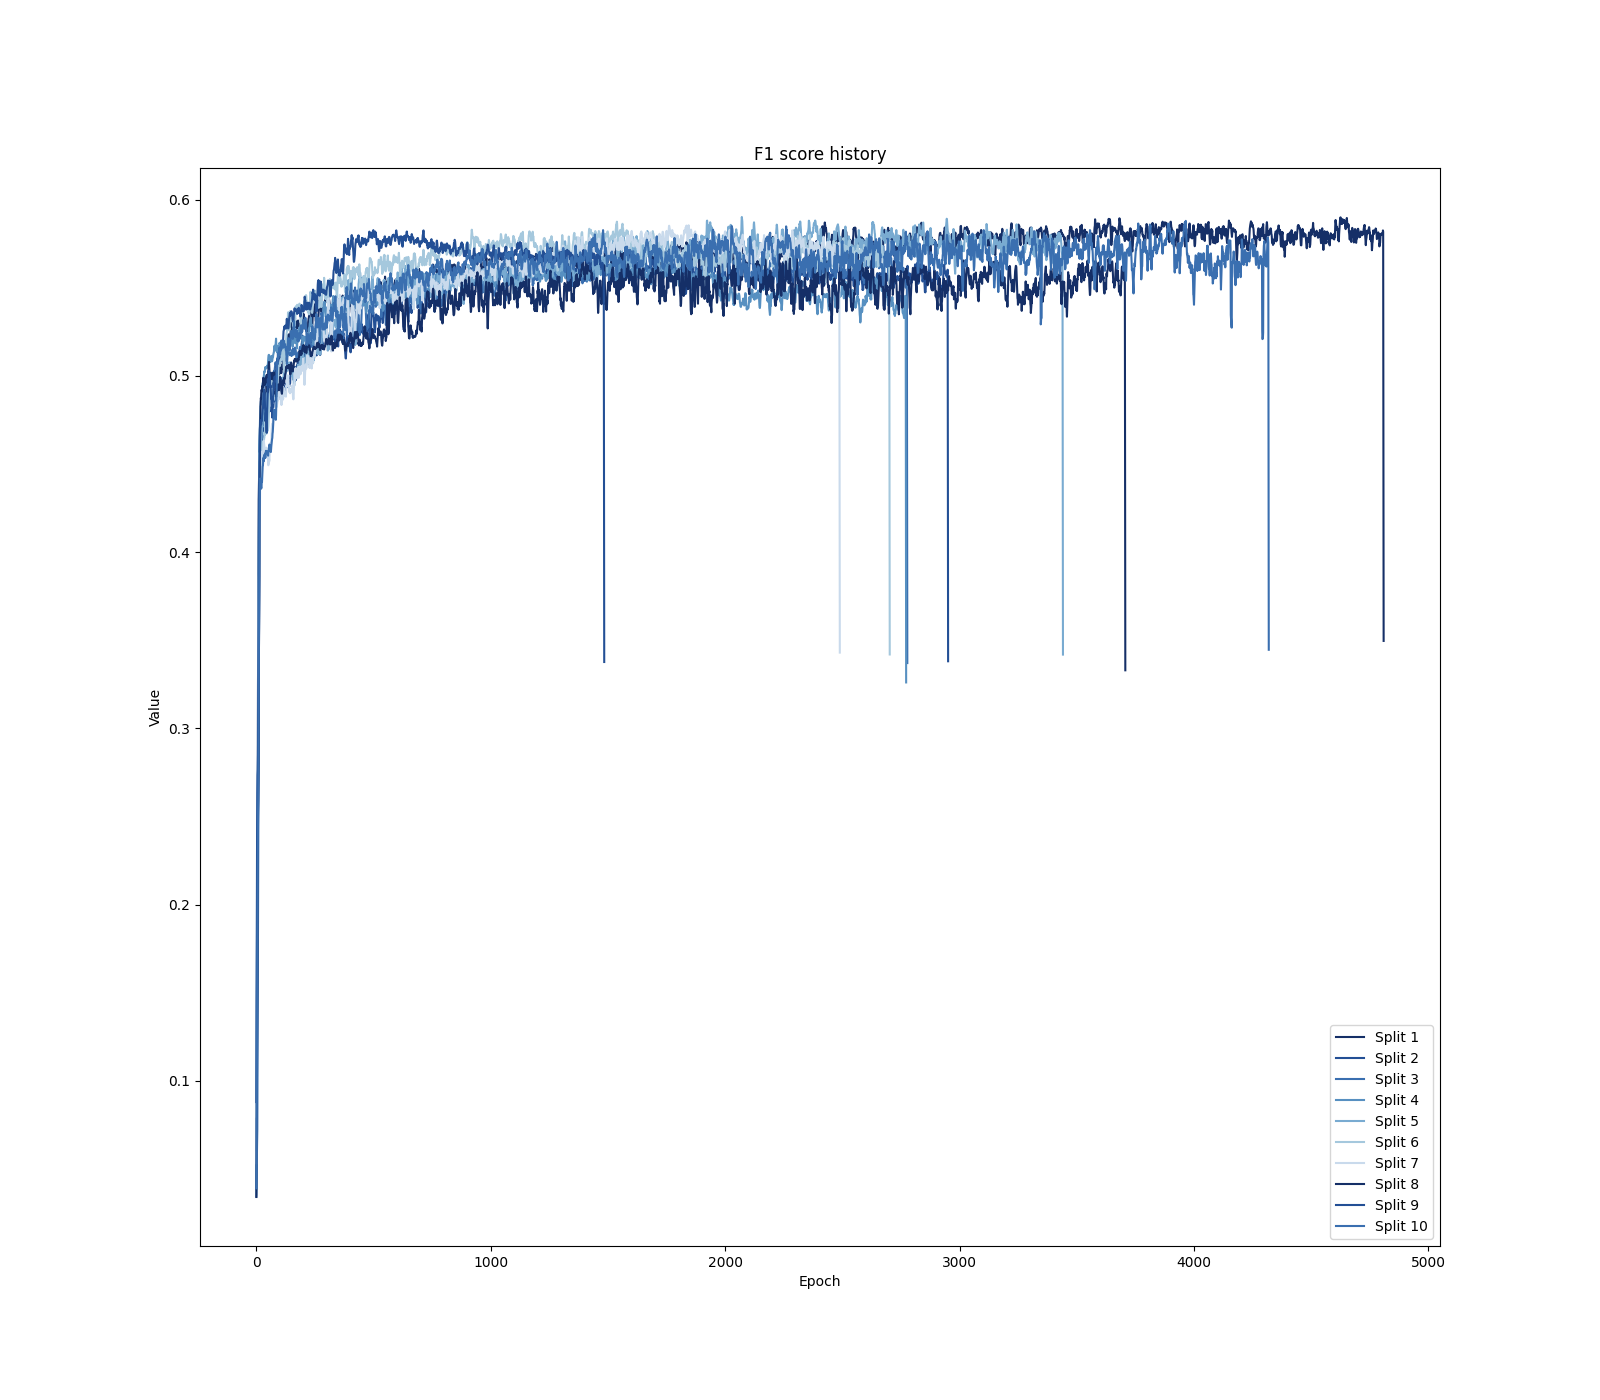 F1 score history
0.6
0.5
0.4
0.3
0.2
0.1
Value
0
1000
2000
3000
4000
5000
Epoch
Split 1
Split 2
Split 3
Split 4
Split 5
Split 6
Split 7
Split 8
Split 9
Split 10